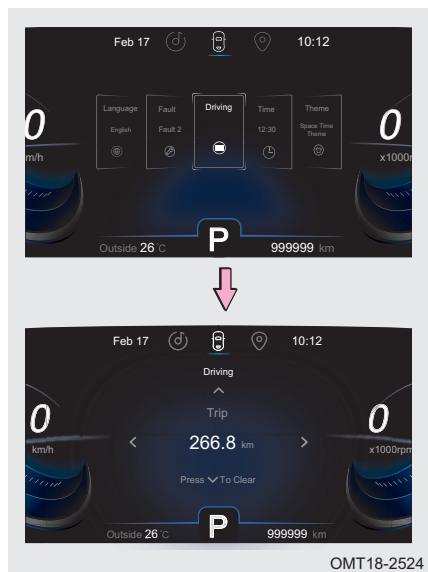 Feb 17 10:12
Language Fault Driving Time Theme
English Fault 2 12:30 Space Time
Theme
0 0
m/h x1000r
P
Outside 26°C 999999 km
Feb 17 10:12
Driving
Trip
0 266.8 km 0
km/h x1000rpm
Press To Clear
P
Outside 26°C 999999 km
OMT18-2524